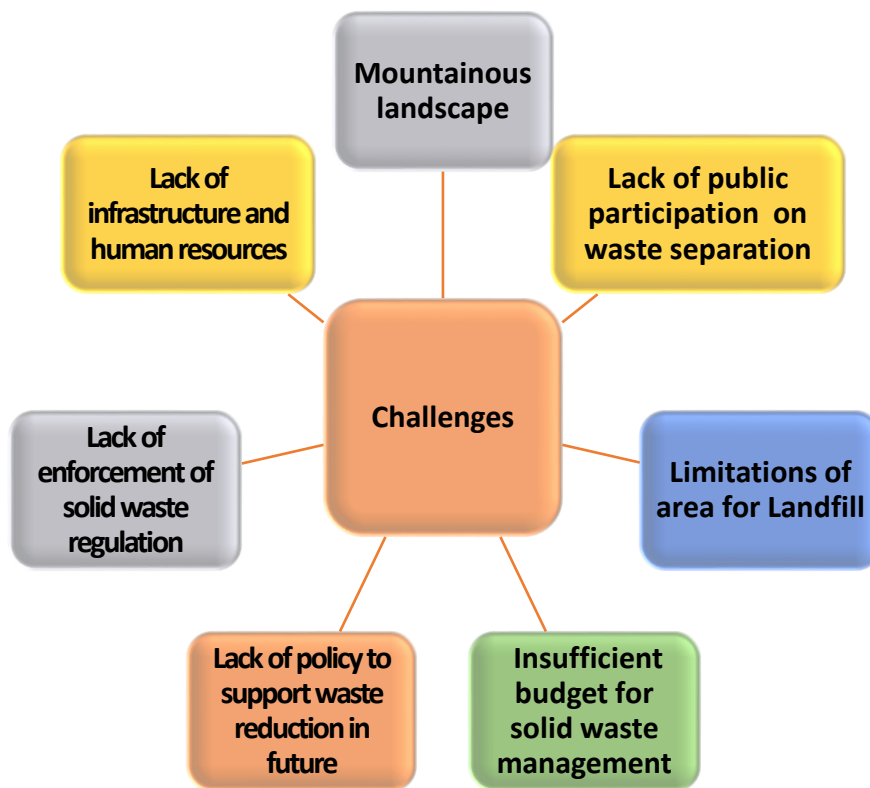 Mountainous
landscape
Lack of
infrastructure and
human resources
Lack of public
participation on
waste separation
Challenges
Lack of
enforcement of
solid waste
regulation
Limitations of
area for Landfill
Lack of policy to
support waste
reduction in
future
Insufficient
budget for
solid waste
management